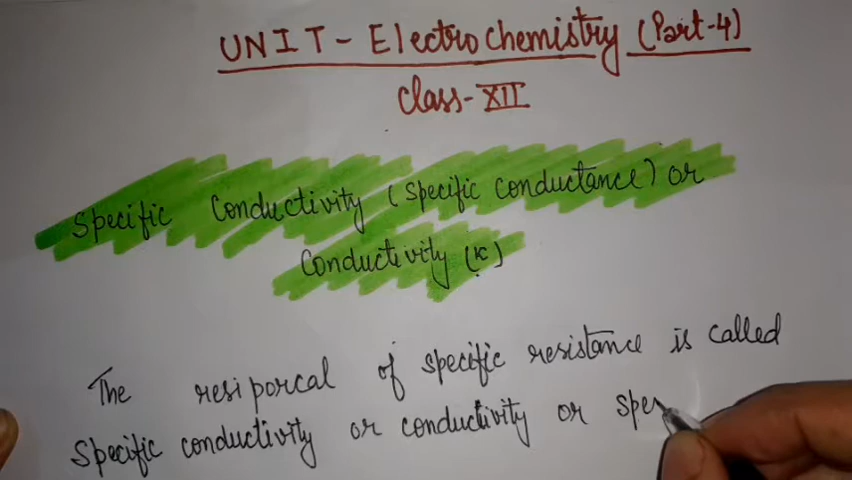 UNIT - Electrochemistry (Part-4)
Class-XII
Specific Conductivity (Specific conductance) or
Conductivity (K)
The resiporcal of specific resistance is called
Specific conductivity or conductivity or spe